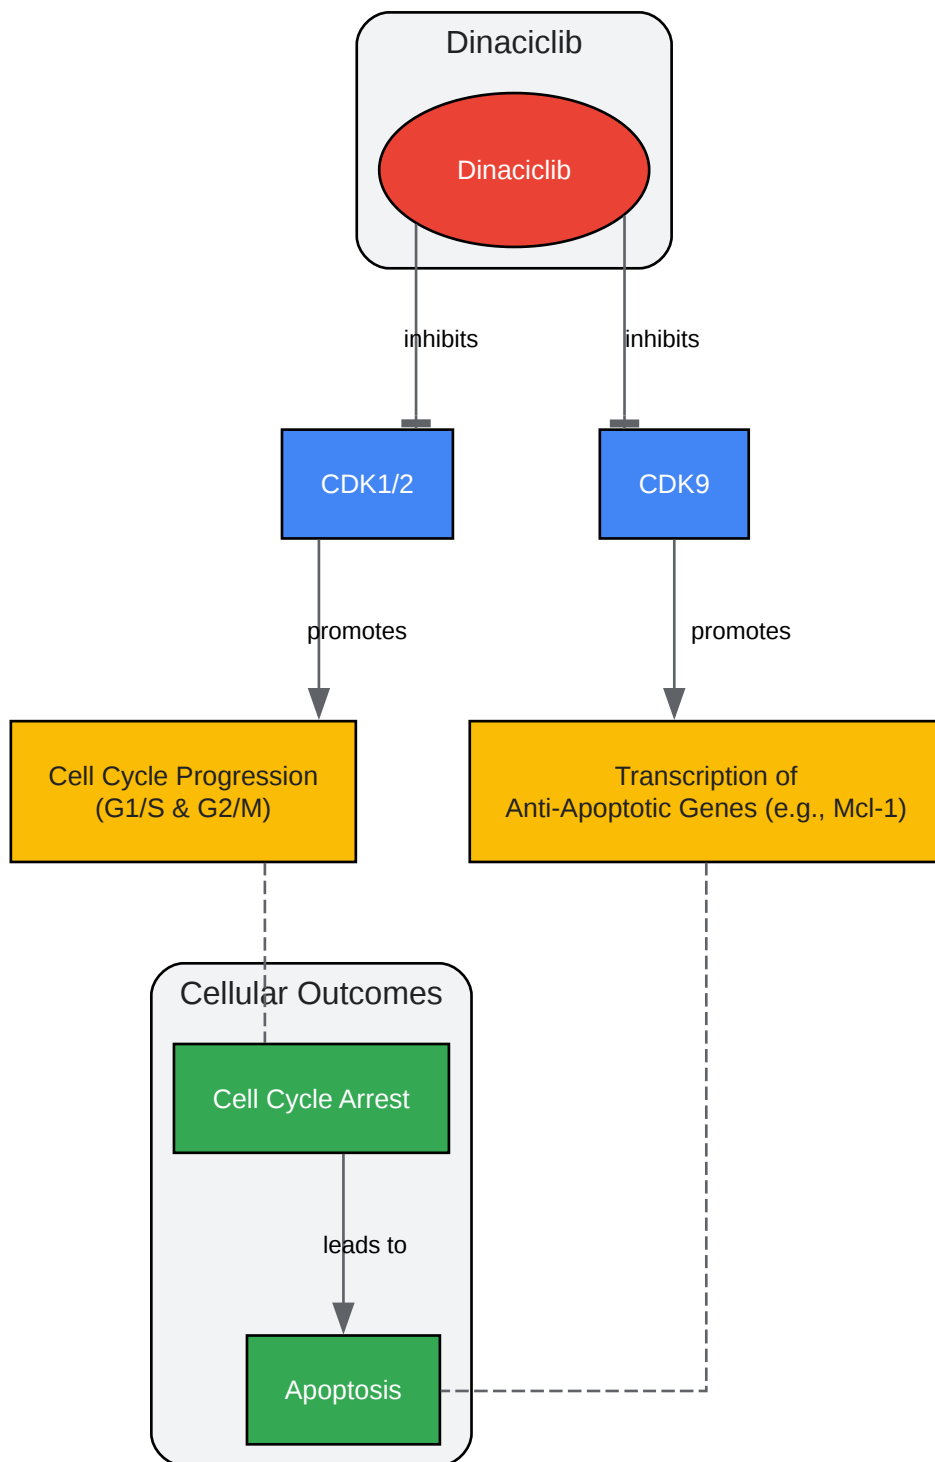 Dinaciclib
Dinaciclib
inhibits
inhibits
CDK1/2
CDK9
promotes
promotes
Cell Cycle Progression
(G1/S & G2/M)
Transcription of
Anti-Apoptotic Genes (e.g., Mcl-1)
Cellular Outcomes
Cell Cycle Arrest
leads to
Apoptosis